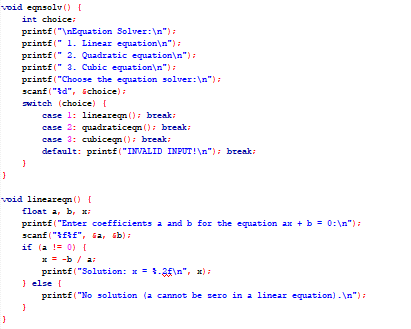 void eqnsolv() {
    int choice;
    printf("\nEquation Solver:\n");
    printf(" 1. Linear equation\n");
    printf(" 2. Quadratic equation\n");
    printf(" 3. Cubic equation\n");
    printf("Choose the equation solver:\n");
    scanf("%d", &choice);
    switch (choice) {
        case 1: lineareqn(); break;
        case 2: quadraticeqn(); break;
        case 3: cubiceqn(); break;
        default: printf("INVALID INPUT!\n"); break;
    }
}

void lineareqn() {
    float a, b, x;
    printf("Enter coefficients a and b for the equation ax + b = 0:\n");
    scanf("%f%f", &a, &b);
    if (a != 0) {
        x = -b / a;
        printf("Solution: x = %.2f\n", x);
    } else {
        printf("No solution (a cannot be zero in a linear equation).\n");
    }
}